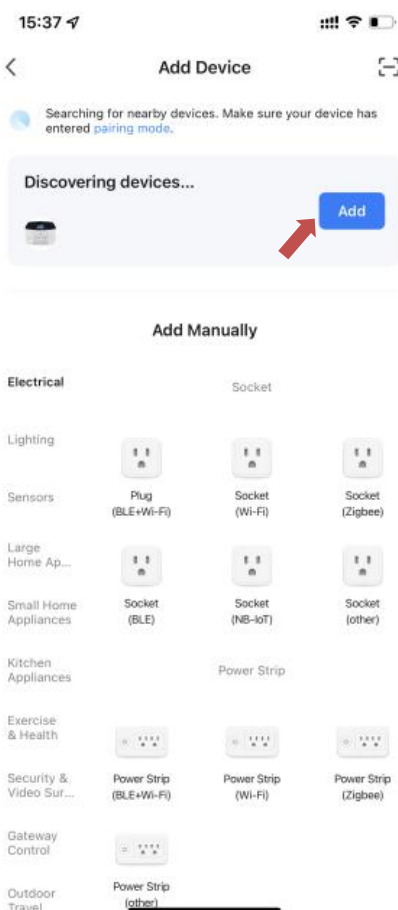 15:37
Add Device
Searching for nearby devices. Make sure your device has
entered pairing mode.
Discovering devices...
Add
Add Manually
Electrical
Socket
Lighting
Plug
(BLE+Wi-Fi)
Socket
(Wi-Fi)
Socket
(Zigbee)
Sensors
Large
Home Ap...
Socket
(BLE)
Socket
(NB-IoT)
Socket
(other)
Small Home
Appliances
Kitchen
Appliances
Power Strip
Exercise
& Health
Power Strip
(BLE+Wi-Fi)
Power Strip
(Wi-Fi)
Power Strip
(Zigbee)
Security &
Video Sur...
Gateway
Control
Power Strip
(other)
Outdoor
Travel